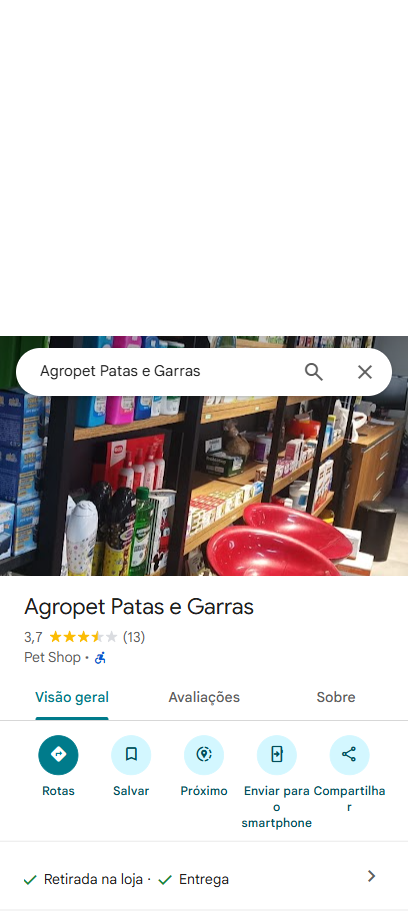 Agropet Patas e Garras
Agropet Patas e Garras
3,7 (13)
Pet Shop ·
Visão geral Avaliações Sobre
Rotas Salvar Próximo Enviar para o smartphone Compartilhar
Retirada na loja · Entrega